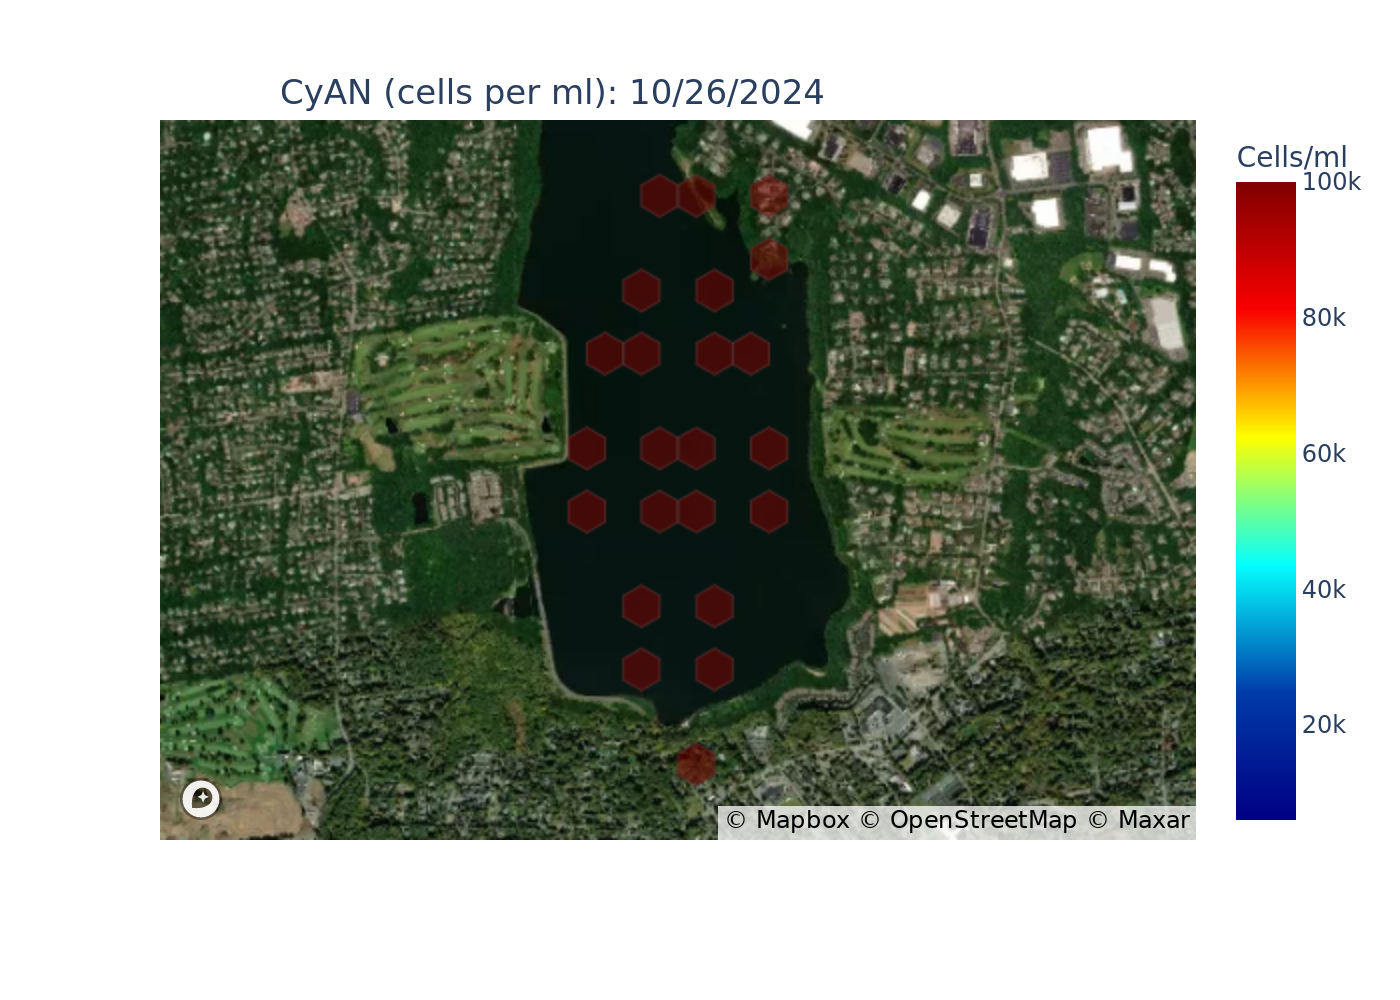 CyAN (cells per ml): 10/26/2024
Cells/ml
100k
80k
60k
40k
20k
© Mapbox © OpenStreetMap © Maxar